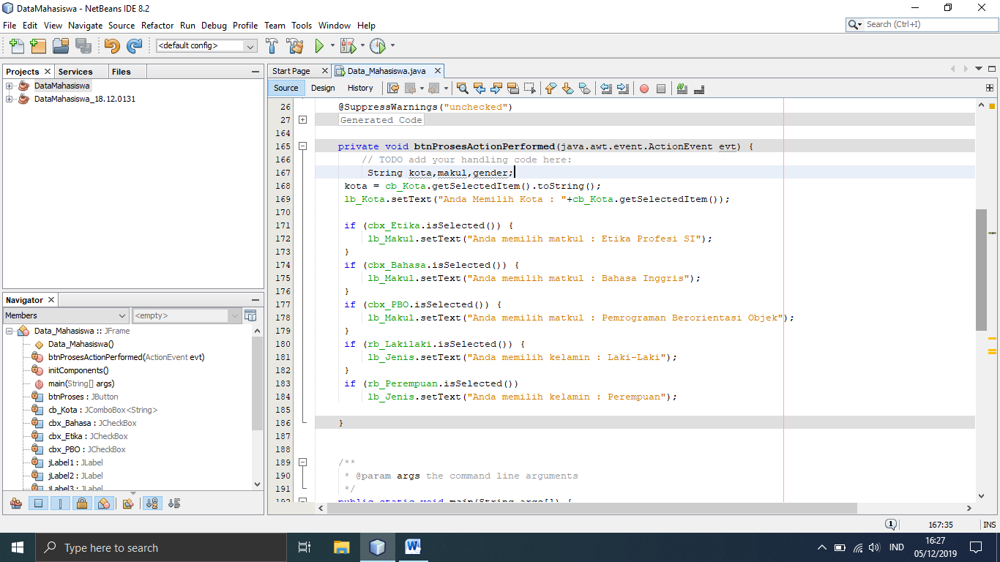 DataMahasiswa - NetBeans IDE 8.2
File Edit View Navigate Source Refactor Run Debug Profile Team Tools Window Help
Search (Ctrl+I)
<default config>
Projects Services Files
DataMahasiswa
DataMahasiswa_18.12.0131
Navigator
Members <empty>
Data_Mahasiswa :: JFrame
Data_Mahasiswa()
btnProsesActionPerformed(ActionEvent evt)
initComponents()
main(String[] args)
btnProses : JButton
cb_Kota : JComboBox<String>
cbx_Bahasa : JCheckBox
cbx_Etika : JCheckBox
cbx_PBO : JCheckBox
jLabel1 : JLabel
jLabel2 : JLabel
jLabel3 : JLabel
Start Page Data_Mahasiswa.java
Source Design History
26 @SuppressWarnings("unchecked")
27 Generated Code
164
165 private void btnProsesActionPerformed(java.awt.event.ActionEvent evt) {
166 // TODO add your handling code here:
167 String kota,makul,gender;
168 kota = cb_Kota.getSelectedItem().toString();
169 lb_Kota.setText("Anda Memilih Kota : "+cb_Kota.getSelectedItem());
170
171 if (cbx_Etika.isSelected()) {
172 lb_Makul.setText("Anda memilih matkul : Etika Profesi SI");
173 }
174 if (cbx_Bahasa.isSelected()) {
175 lb_Makul.setText("Anda memilih matkul : Bahasa Inggris");
176 }
177 if (cbx_PBO.isSelected()) {
178 lb_Makul.setText("Anda memilih matkul : Pemrograman Berorientasi Objek");
179 }
180 if (rb_Lakilaki.isSelected()) {
181 lb_Jenis.setText("Anda memilih kelamin : Laki-Laki");
182 }
183 if (rb_Perempuan.isSelected())
184 lb_Jenis.setText("Anda memilih kelamin : Perempuan");
185
186 }
187
188
189 /**
190 * @param args the command line arguments
191 */
192 public static void main(String args[]) {
1 167:35 INS
Type here to search
IND
16:27
05/12/2019